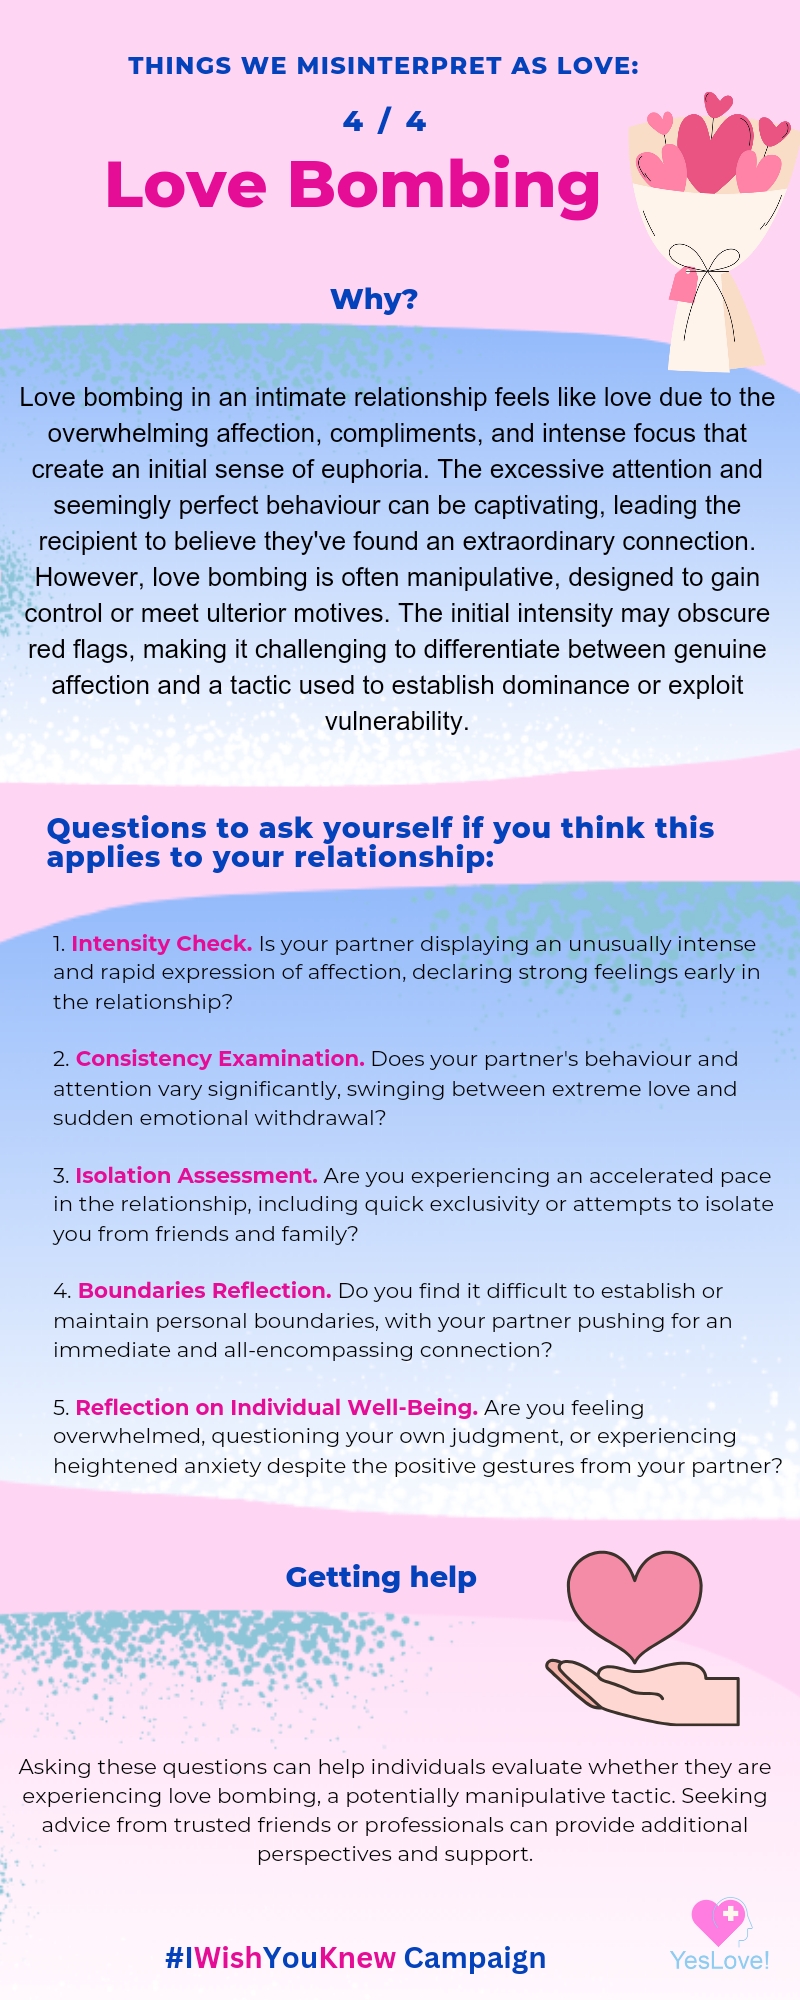 THINGS WE MISINTERPRET AS LOVE:
4 / 4
Love Bombing
Why?
Love bombing in an intimate relationship feels like love due to the
overwhelming affection, compliments, and intense focus that
create an initial sense of euphoria. The excessive attention and
seemingly perfect behaviour can be captivating, leading the
recipient to believe they've found an extraordinary connection.
However, love bombing is often manipulative, designed to gain
control or meet ulterior motives. The initial intensity may obscure
red flags, making it challenging to differentiate between genuine
affection and a tactic used to establish dominance or exploit
vulnerability.
Questions to ask yourself if you think this
applies to your relationship:
1. Intensity Check. Is your partner displaying an unusually intense
and rapid expression of affection, declaring strong feelings early in
the relationship?
2. Consistency Examination. Does your partner's behaviour and
attention vary significantly, swinging between extreme love and
sudden emotional withdrawal?
3. Isolation Assessment. Are you experiencing an accelerated pace
in the relationship, including quick exclusivity or attempts to isolate
you from friends and family?
4. Boundaries Reflection. Do you find it difficult to establish or
maintain personal boundaries, with your partner pushing for an
immediate and all-encompassing connection?
5. Reflection on Individual Well-Being. Are you feeling
overwhelmed, questioning your own judgment, or experiencing
heightened anxiety despite the positive gestures from your partner?
Getting help
Asking these questions can help individuals evaluate whether they are
experiencing love bombing, a potentially manipulative tactic. Seeking
advice from trusted friends or professionals can provide additional
perspectives and support.
#IWishYouKnew Campaign
YesLove!